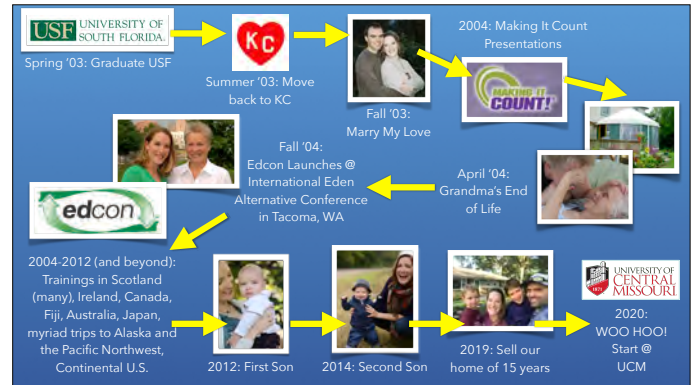 USF UNIVERSITY OF
SOUTH FLORIDA.
Spring '03: Graduate USF
KC
Summer '03: Move
back to KC
Fall '03:
Marry My Love
2004: Making It Count
Presentations
MAKING IT
COUNT!
April '04:
Grandma's End
of Life
Fall '04:
Edcon Launches @
International Eden
Alternative Conference
in Tacoma, WA
edcon
2004-2012 (and beyond):
Trainings in Scotland
(many), Ireland, Canada,
Fiji, Australia, Japan,
myriad trips to Alaska and
the Pacific Northwest,
Continental U.S.
2012: First Son
2014: Second Son
2019: Sell our
home of 15 years
UNIVERSITY OF
CENTRAL
MISSOURI
1871
2020:
WOO HOO!
Start @
UCM